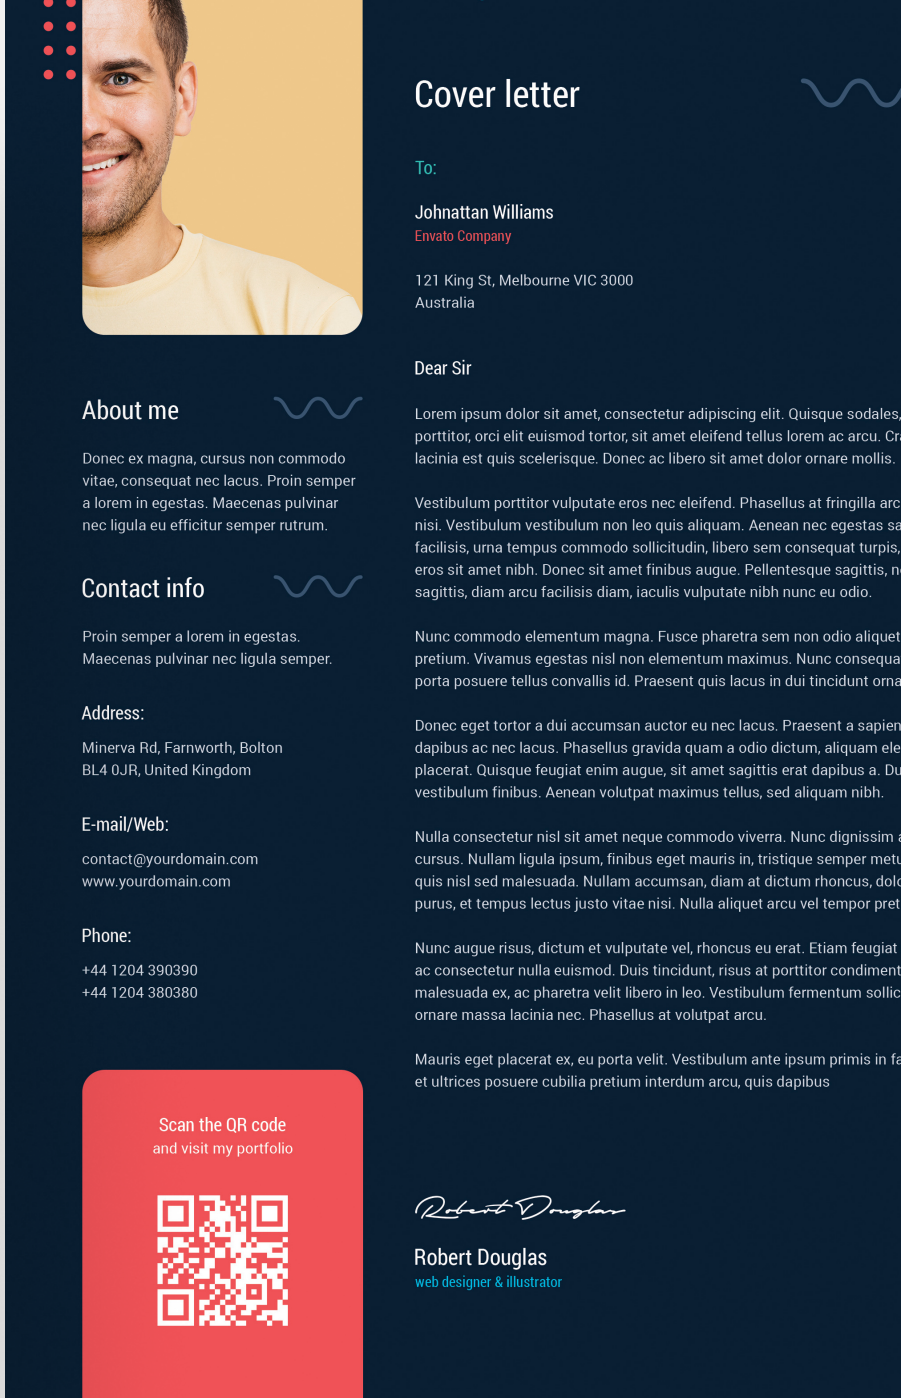 About me
Donec ex magna, cursus non commodo
vitae, consequat nec lacus. Proin semper
a lorem in egestas. Maecenas pulvinar
nec ligula eu efficitur semper rutrum.
Contact info
Proin semper a lorem in egestas.
Maecenas pulvinar nec ligula semper.
Address:
Minerva Rd, Farnworth, Bolton
BL4 0JR, United Kingdom
E-mail/Web:
contact@yourdomain.com
www.yourdomain.com
Phone:
+44 1204 390390
+44 1204 380380
Scan the QR code
and visit my portfolio
Cover letter
To:
Johnattan Williams
Envato Company
121 King St, Melbourne VIC 3000
Australia
Dear Sir
Lorem ipsum dolor sit amet, consectetur adipiscing elit. Quisque sodales,
porttitor, orci elit euismod tortor, sit amet eleifend tellus lorem ac arcu.
lacinia est quis scelerisque. Donec ac libero sit amet dolor ornare mollis.
Vestibulum porttitor vulputate eros nec eleifend. Phasellus at fringilla
nisi. Vestibulum vestibulum non leo quis aliquam. Aenean nec egestas
facilisis, urna tempus commodo sollicitudin, libero sem consequat turpis,
eros sit amet nibh. Donec sit amet finibus augue. Pellentesque sagittis,
sagittis, diam arcu facilisis diam, iaculis vulputate nibh nunc eu odio.
Nunc commodo elementum magna. Fusce pharetra sem non odio aliquet
pretium. Vivamus egestas nisl non elementum maximus. Nunc
porta posuere tellus convallis id. Praesent quis lacus in dui tincidunt
Donec eget tortor a dui accumsan auctor eu nec lacus. Praesent a sapien
dapibus ac nec lacus. Phasellus gravida quam a odio dictum, aliquam
placerat. Quisque feugiat enim augue, sit amet sagittis erat dapibus a.
vestibulum finibus. Aenean volutpat maximus tellus, sed aliquam nibh.
Nulla consectetur nisl sit amet neque commodo viverra. Nunc dignissim
cursus. Nullam ligula ipsum, finibus eget mauris in, tristique semper
quis nisl sed malesuada. Nullam accumsan, diam at dictum rhoncus,
purus, et tempus lectus justo vitae nisi. Nulla aliquet arcu vel tempor
Nunc augue risus, dictum et vulputate vel, rhoncus eu erat. Etiam feugiat
ac consectetur nulla euismod. Duis tincidunt, risus at porttitor
malesuada ex, ac pharetra velit libero in leo. Vestibulum fermentum
ornare massa lacinia nec. Phasellus at volutpat arcu.
Mauris eget placerat ex, eu porta velit. Vestibulum ante ipsum primis in
et ultrices posuere cubilia pretium interdum arcu, quis dapibus
Robert Douglas
Robert Douglas
web designer & illustrator